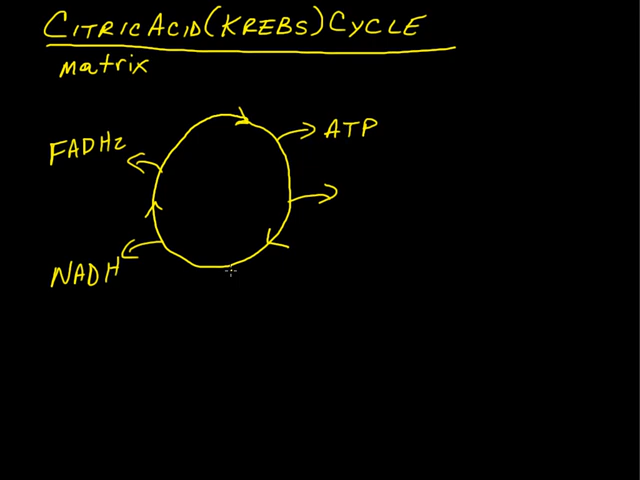 CITRIC ACID (KREBS) CYCLE
matrix
ATP
FADH2
NADH